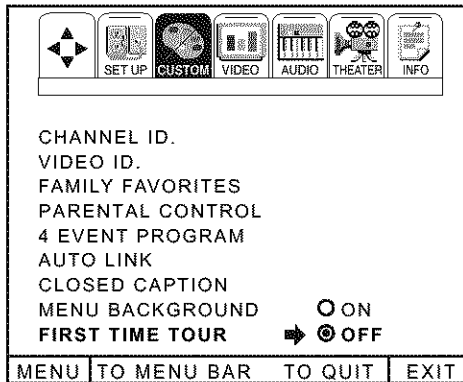 SET UP CUSTOM VIDEO AUDIO THEATER INFO
CHANNEL ID.
VIDEO ID.
FAMILY FAVORITES
PARENTAL CONTROL
4 EVENT PROGRAM
AUTO LINK
CLOSED CAPTION
MENU BACKGROUND ON
FIRST TIME TOUR OFF
MENU TO MENU BAR TO QUIT EXIT